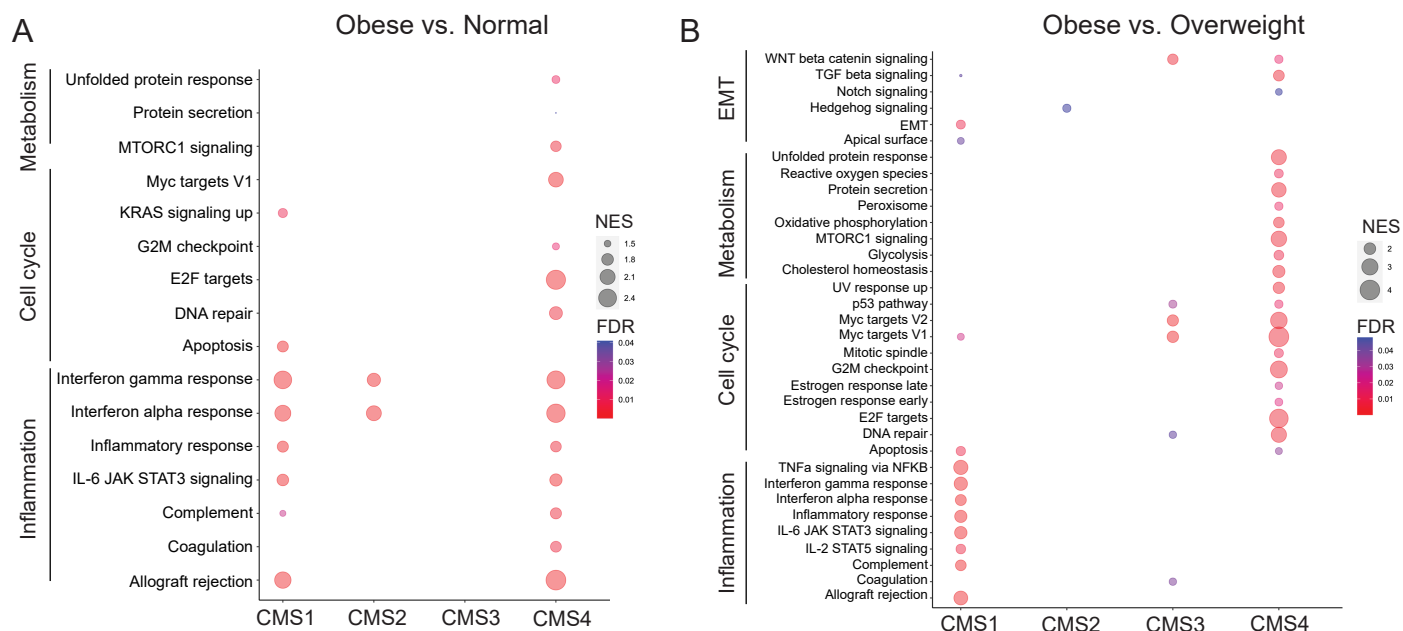 A
Obese vs. Normal
Metabolism
Unfolded protein response
Protein secretion
MTORC1 signaling
Cell cycle
Myc targets V1
KRAS signaling up
G2M checkpoint
E2F targets
DNA repair
Apoptosis
Inflammation
Interferon gamma response
Interferon alpha response
Inflammatory response
IL-6 JAK STAT3 signaling
Complement
Coagulation
Allograft rejection
CMS1 CMS2 CMS3 CMS4
NES
1.5
1.8
2.1
2.4
FDR
0.04
0.03
0.02
0.01
B
Obese vs. Overweight
EMT
WNT beta catenin signaling
TGF beta signaling
Notch signaling
Hedgehog signaling
EMT
Apical surface
Metabolism
Unfolded protein response
Reactive oxygen species
Protein secretion
Peroxisome
Oxidative phosphorylation
MTORC1 signaling
Glycolysis
Cholesterol homeostasis
Cell cycle
UV response up
p53 pathway
Myc targets V2
Myc targets V1
Mitotic spindle
G2M checkpoint
Estrogen response late
Estrogen response early
E2F targets
DNA repair
Apoptosis
Inflammation
TNFa signaling via NFKB
Interferon gamma response
Interferon alpha response
Inflammatory response
IL-6 JAK STAT3 signaling
IL-2 STAT5 signaling
Complement
Coagulation
Allograft rejection
CMS1 CMS2 CMS3 CMS4
NES
2
3
4
FDR
0.04
0.03
0.02
0.01